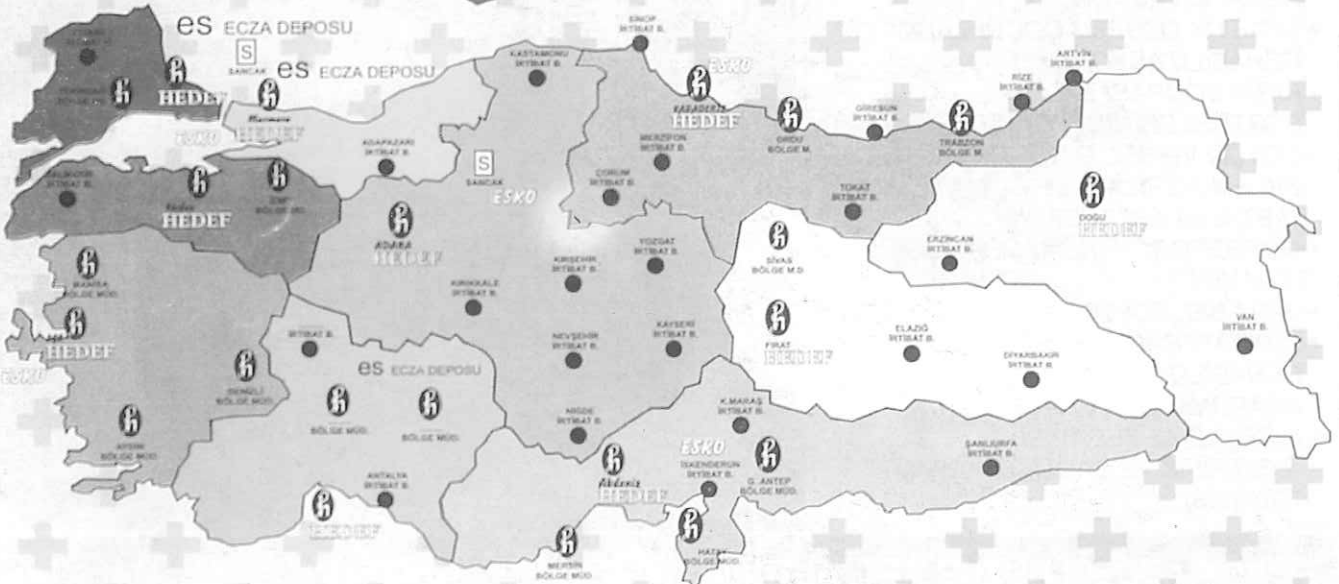 es ECZA DEPOSU
S
SANCAK
es ECZA DEPOSU
HEDEF
ESKO
Marmara
HEDEF
ADAPAZARI
İRTİBAT B.
KASTAMONU
İRTİBAT B.
SİNOP
İRTİBAT B.
ESKO
KARADENİZ
HEDEF
ORDU
BÖLGE M.
GİRESUN
İRTİBAT B.
TRABZON
BÖLGE M.
RİZE
İRTİBAT B.
ARTVİN
İRTİBAT B.
S
SANCAK
ESKO
MERZİFON
İRTİBAT B.
ÇORUM
İRTİBAT B.
TOKAT
İRTİBAT B.
BALIKESİR
İRTİBAT B.
HEDEF
BÖLGE MÜD.
HEDEF
DOĞU
HEDEF
ERZİNCAN
İRTİBAT B.
SİVAS
BÖLGE M.D.
YOZGAT
İRTİBAT B.
KIRŞEHİR
İRTİBAT B.
KIRIKKALE
İRTİBAT B.
MANİSA
BÖLGE MÜD.
HEDEF
ESKO
İRTİBAT B.
NEVŞEHİR
İRTİBAT B.
KAYSERİ
İRTİBAT B.
FIRAT
HEDEF
ELAZIĞ
İRTİBAT B.
DİYARBAKIR
İRTİBAT B.
VAN
İRTİBAT B.
DENİZLİ
BÖLGE MÜD.
es ECZA DEPOSU
BÖLGE MÜD.
BÖLGE MÜD.
AYDIN
BÖLGE MÜD.
NİĞDE
İRTİBAT B.
K.MARAŞ
İRTİBAT B.
ESKO
İSKENDERUN
İRTİBAT B.
G. ANTEP
BÖLGE MÜD.
ŞANLIURFA
İRTİBAT B.
ANTALYA
İRTİBAT B.
HEDEF
Akdeniz
HEDEF
MERSİN
BÖLGE MÜD.
HATAY
BÖLGE MÜD.